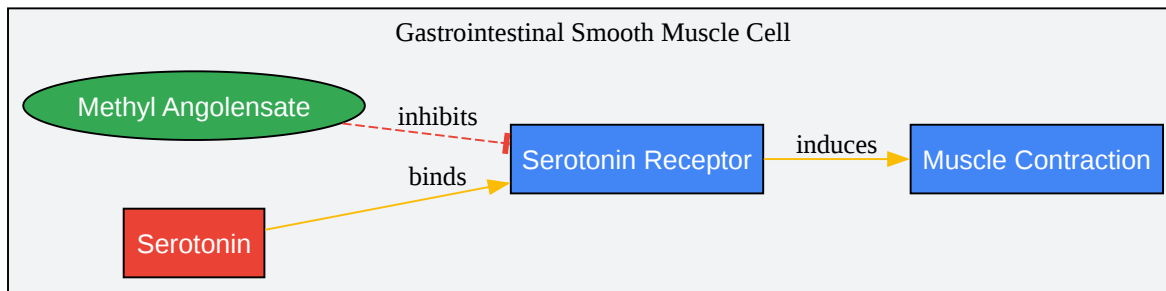 Gastrointestinal Smooth Muscle Cell
Methyl Angolensate
inhibits
Serotonin Receptor
induces
Muscle Contraction
binds
Serotonin